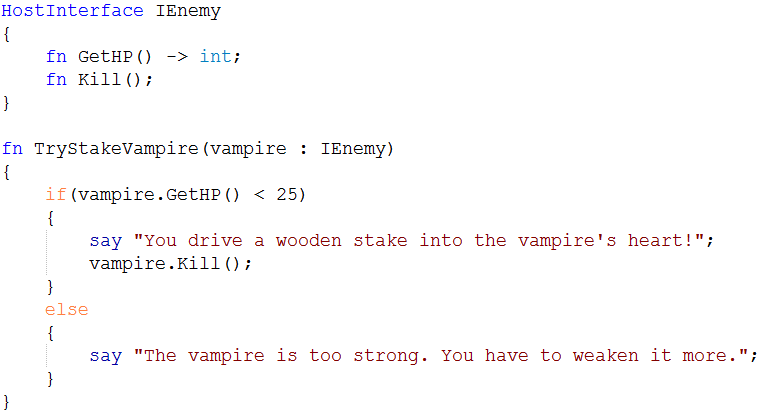 HostInterface IEnemy
{
    fn GetHP() -> int;
    fn Kill();
}

fn TryStakeVampire(vampire : IEnemy)
{
    if(vampire.GetHP() < 25)
    {
        say "You drive a wooden stake into the vampire's heart!";
        vampire.Kill();
    }
    else
    {
        say "The vampire is too strong. You have to weaken it more.";
    }
}